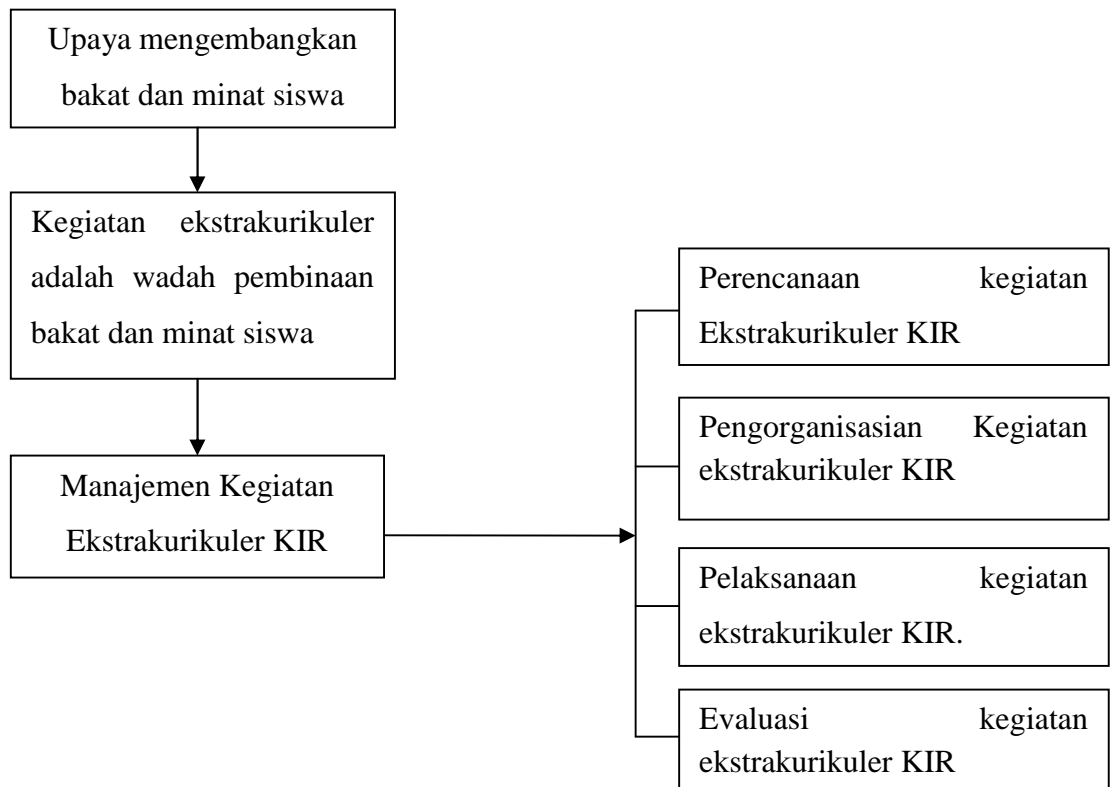 Upaya mengembangkan
bakat dan minat siswa
Kegiatan ekstrakurikuler
adalah wadah pembinaan
bakat dan minat siswa
Manajemen Kegiatan
Ekstrakurikuler KIR
Perencanaan kegiatan
Ekstrakurikuler KIR
Pengorganisasian Kegiatan
ekstrakurikuler KIR
Pelaksanaan kegiatan
ekstrakurikuler KIR.
Evaluasi kegiatan
ekstrakurikuler KIR